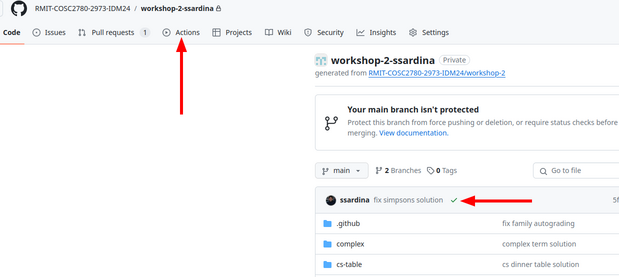 RMIT-COSC2780-2973-IDM24 / workshop-2-ssardina
Code Issues Pull requests 1 Actions Projects Wiki Security Insights Settings
workshop-2-ssardina Private
generated from RMIT-COSC2780-2973-IDM24/workshop-2
Your main branch isn't protected
Protect this branch from force pushing or deletion, or require status checks before
merging. View documentation.
main 2 Branches 0 Tags Go to file
ssardina fix simpsons solution
.github fix family autograding
complex complex term solution
cs-table cs dinner table solution